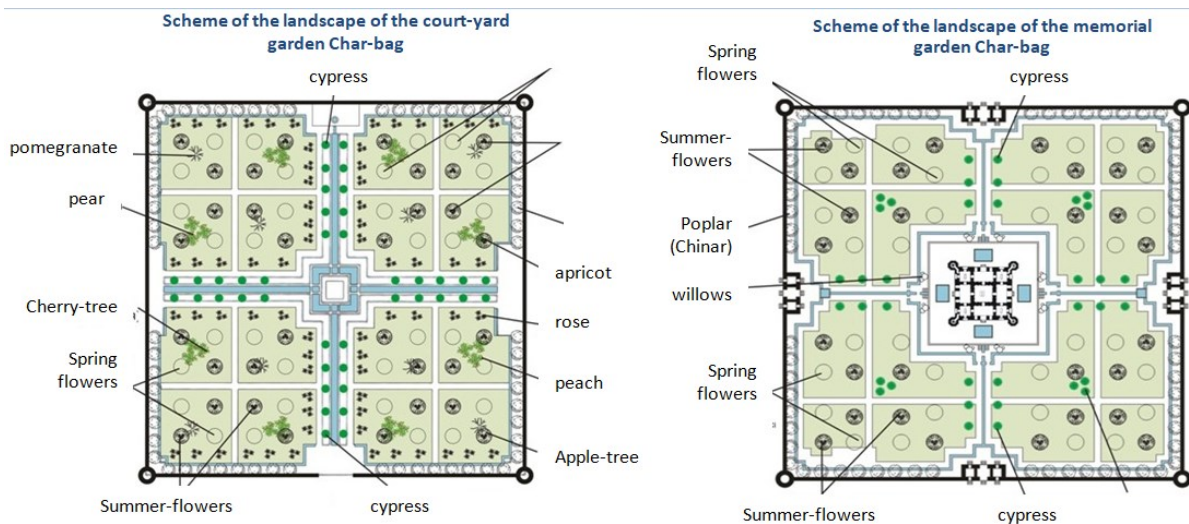 Scheme of the landscape of the court-yard
garden Char-bag
cypress
pomegranate
pear
apricot
Cherry-tree
rose
Spring
flowers
peach
Apple-tree
Summer-flowers
cypress
Scheme of the landscape of the memorial
garden Char-bag
Spring
flowers
cypress
Summer-
flowers
Poplar
(Chinar)
willows
Spring
flowers
Summer-flowers
cypress